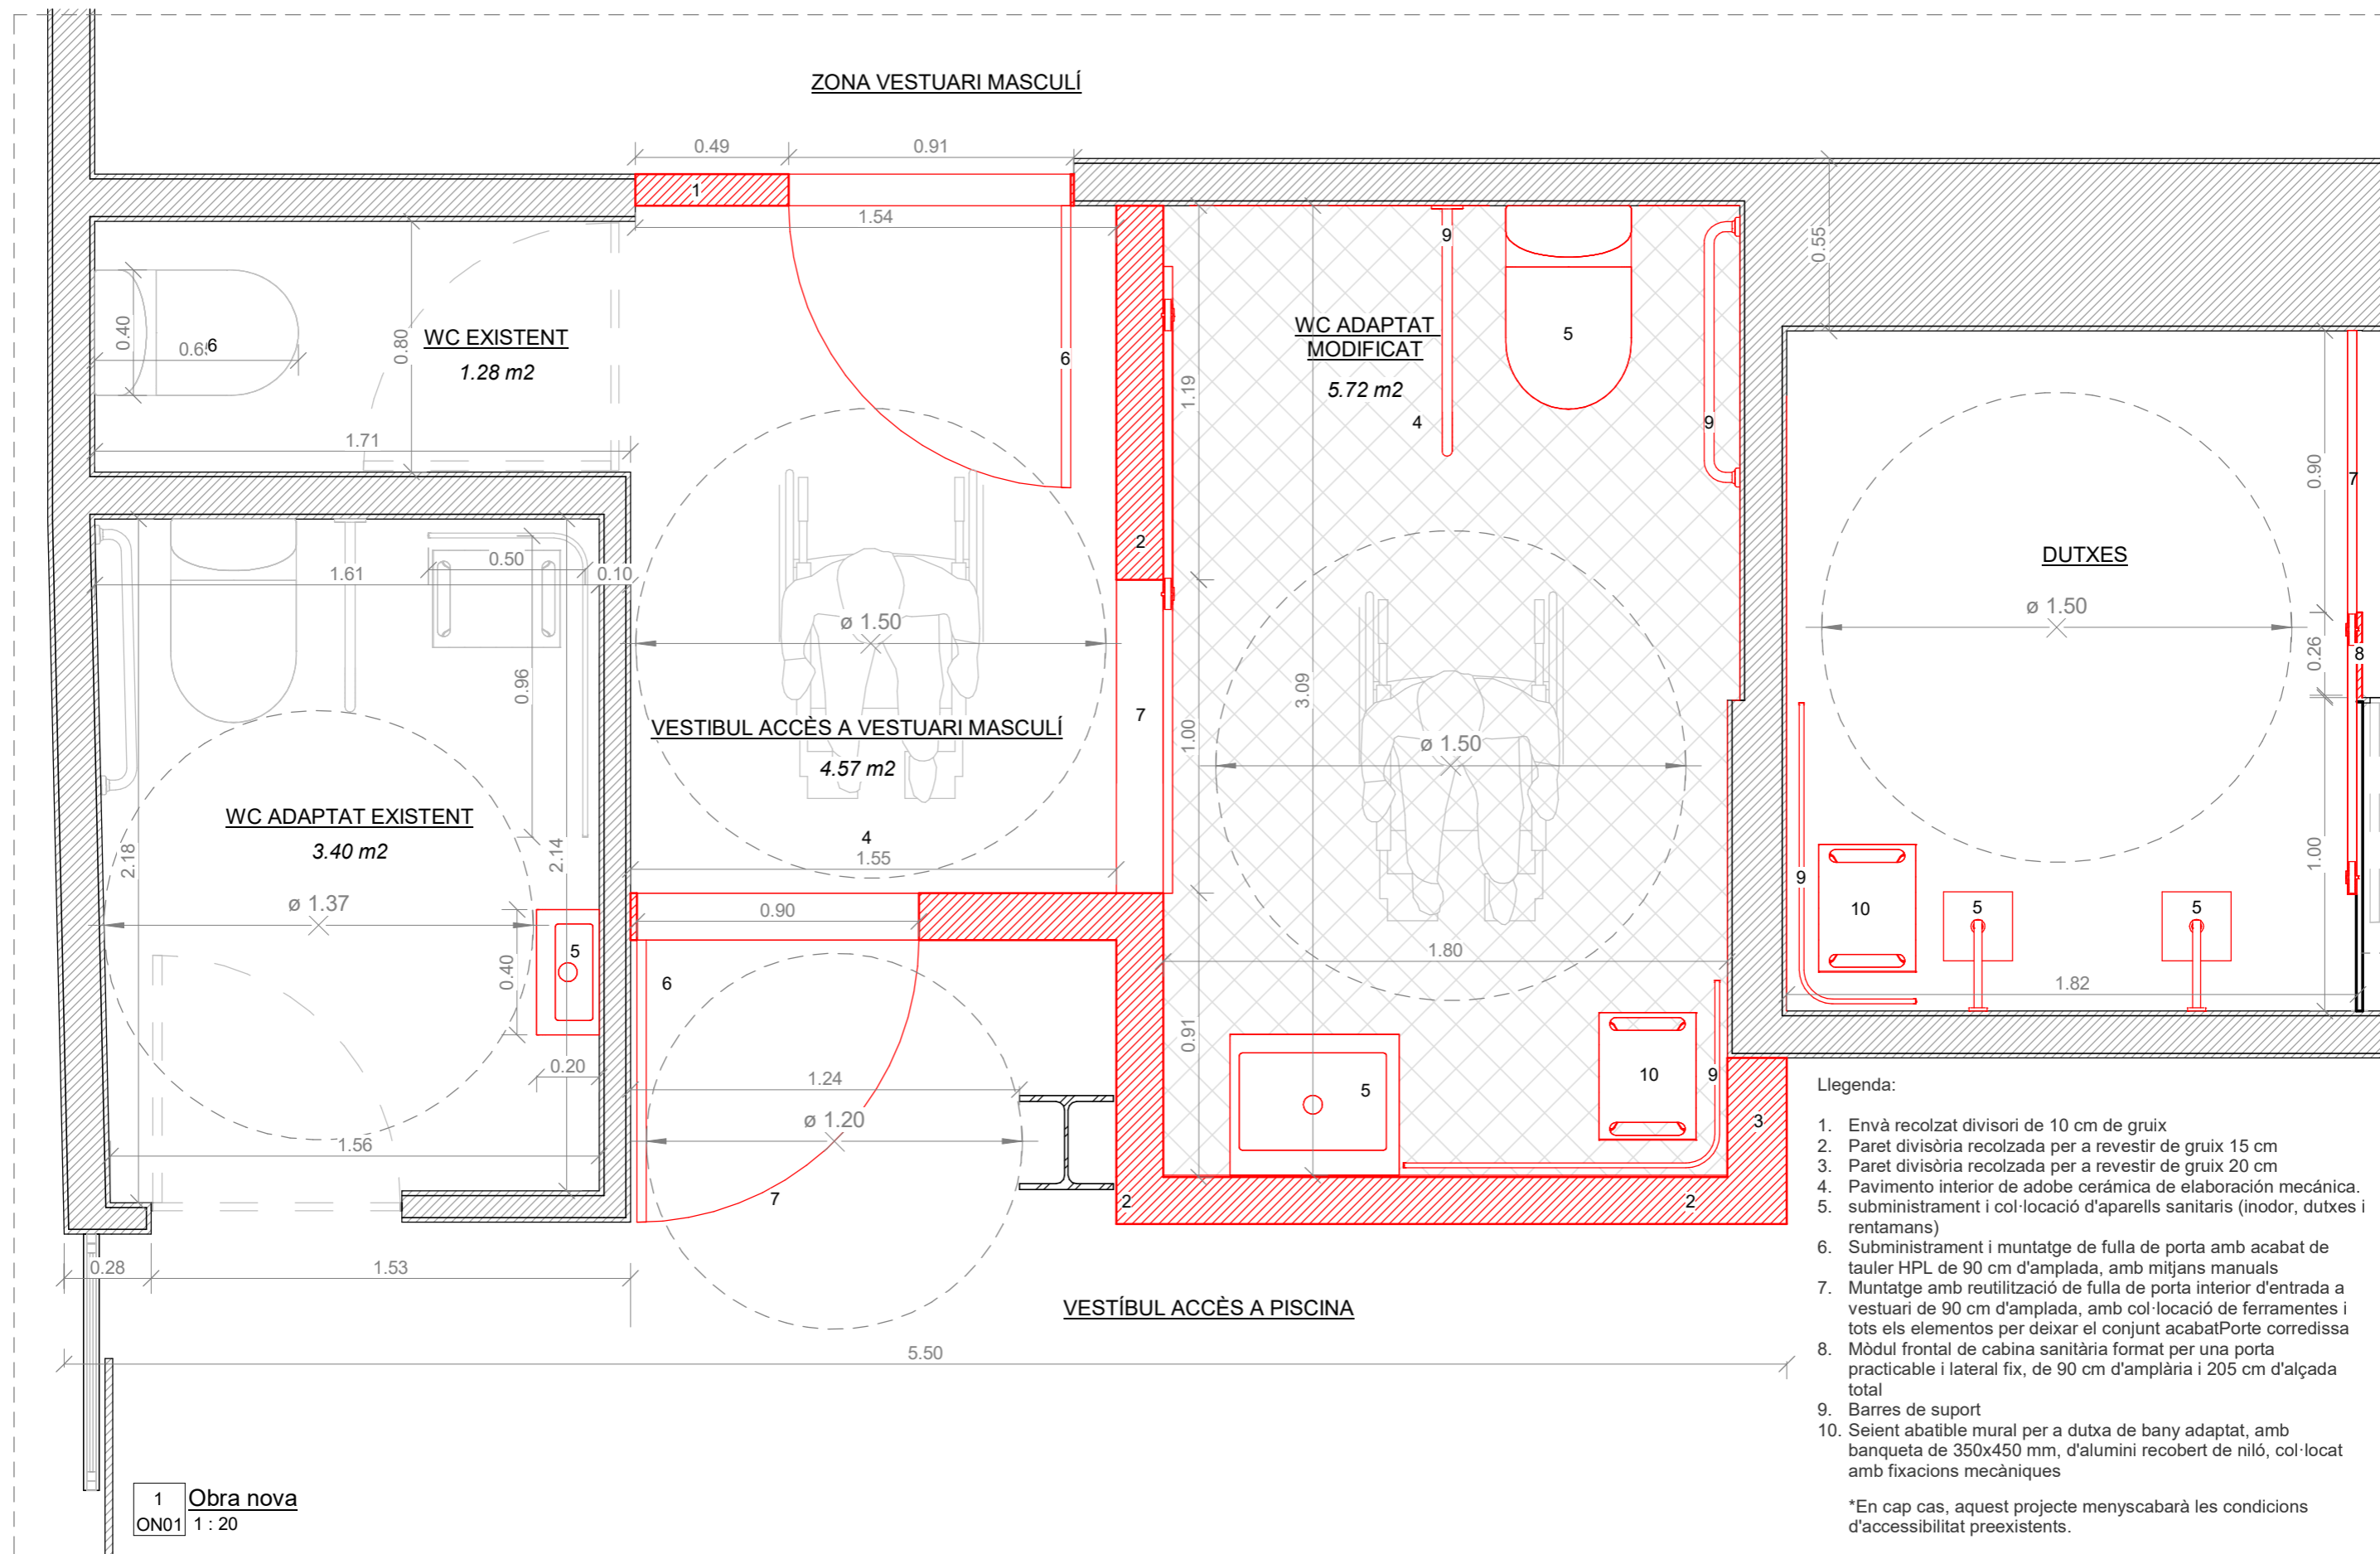 ZONA VESTUARI MASCULÍ
0.49
0.91
1
1.54
9
0.55
0.40
6
0.80
WC EXISTENT
1.28 m2
1.71
6
WC ADAPTAT
MODIFICAT
5.72 m2
5
1.19
4
9
0.90
7
0.50
1.61
0.10
2
DUTXES
ø 1.50
ø 1.50
0.96
0.26
8
3.09
7
VESTIBUL ACCÈS A VESTUARI MASCULÍ
4.57 m2
1.00
ø 1.50
WC ADAPTAT EXISTENT
3.40 m2
2.18
2.14
4
1.55
1.00
9
10
5
5
ø 1.37
0.90
5
0.40
1.80
6
1.82
0.91
0.20
1.24
ø 1.20
5
10
9
3
1.56
7
2
2
0.28
1.53
VESTÍBUL ACCÈS A PISCINA
5.50
Llegenda:
1. Envà recolzat divisori de 10 cm de gruix
2. Paret divisòria recolzada per a revestir de gruix 15 cm
3. Paret divisòria recolzada per a revestir de gruix 20 cm
4. Pavimento interior de adobe cerámica de elaboración mecánica.
5. subministrament i col·locació d'aparells sanitaris (inodor, dutxes i
rentamans)
6. Subministrament i muntatge de fulla de porta amb acabat de
tauler HPL de 90 cm d'amplada, amb mitjans manuals
7. Muntatge amb reutilització de fulla de porta interior d'entrada a
vestuari de 90 cm d'amplada, amb col·locació de ferramentes i
tots els elementos per deixar el conjunt acabatPorte corredissa
8. Mòdul frontal de cabina sanitària format per una porta
practicable i lateral fix, de 90 cm d'amplària i 205 cm d'alçada
total
9. Barres de suport
10. Seient abatible mural per a dutxa de bany adaptat, amb
banqueta de 350x450 mm, d'alumini recobert de niló, col·locat
amb fixacions mecàniques
*En cap cas, aquest projecte menyscabarà les condicions
d'accessibilitat preexistents.
1
ON01
Obra nova
1 : 20